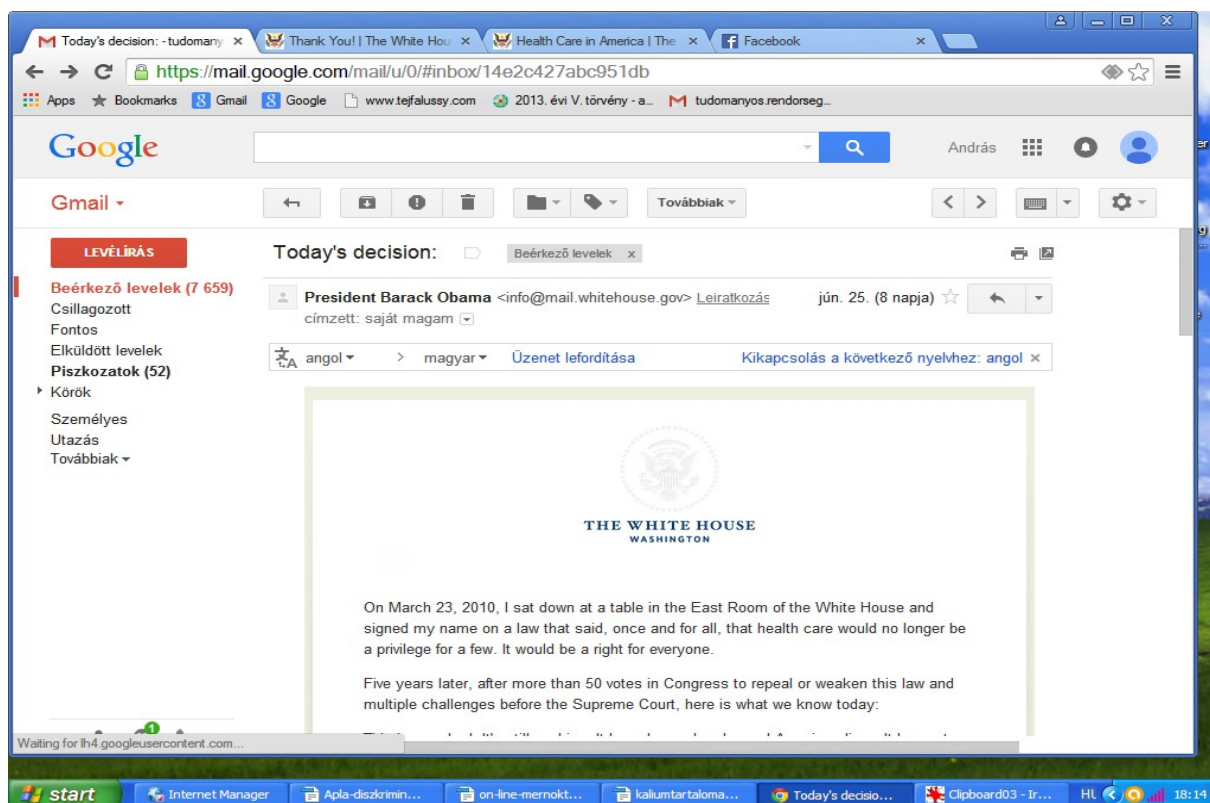 Today's decision: - tudomany
Thank You! | The White Hou
Health Care in America | The
Facebook
https://mail.google.com/mail/u/0/#inbox/14e2c427abc951db
Apps Bookmarks Gmail Google www.tejfalussy.com 2013. évi V. törvény - a... tudomanyos.rendorseg...
Google
András
Gmail
Továbbiak
LEVÉLÍRÁS
Beérkező levelek (7 659)
Csillagozott
Fontos
Elküldött levelek
Piszkozatok (52)
Körök
Személyes
Utazás
Továbbiak
Today's decision: Beérkező levelek x
President Barack Obama <info@mail.whitehouse.gov> Leiratkozás jún. 25. (8 napja)
címzett: saját magam
angol > magyar Üzenet lefordítása Kikapcsolás a következő nyelvhez: angol x
THE WHITE HOUSE
WASHINGTON
On March 23, 2010, I sat down at a table in the East Room of the White House and
signed my name on a law that said, once and for all, that health care would no longer be
a privilege for a few. It would be a right for everyone.
Five years later, after more than 50 votes in Congress to repeal or weaken this law and
multiple challenges before the Supreme Court, here is what we know today:
1
Waiting for lh4.googleusercontent.com...
start Internet Manager Apla-diszkrimin... on-line-mernokt... kaliumtartaloma... Today's decisio... Clipboard03 - Ir... HL 18:14